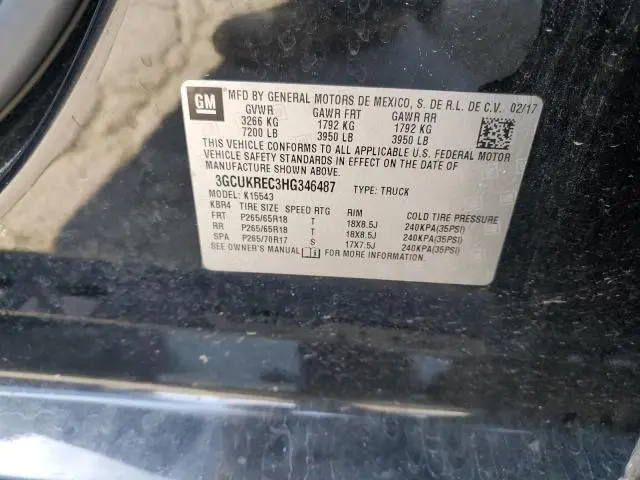 GM
MFD BY GENERAL MOTORS DE MEXICO, S. DE R.L. DE C.V. 02/17
GVWR GAWR FRT GAWR RR
3266 KG 1792 KG 1792 KG
7200 LB 3950 LB 3950 LB
THIS VEHICLE CONFORMS TO ALL APPLICABLE U.S. FEDERAL MOTOR
VEHICLE SAFETY STANDARDS IN EFFECT ON THE DATE OF
MANUFACTURE SHOWN ABOVE.
3GCUKREC3HG346487 TYPE: TRUCK
MODEL: K15543
KBR4 TIRE SIZE SPEED RTG RIM COLD TIRE PRESSURE
FRT P265/65R18 T 18X8.5J 240KPA(35PSI)
RR P265/65R18 T 18X8.5J 240KPA(35PSI)
SPA P265/70R17 S 17X7.5J 240KPA(35PSI)
SEE OWNER'S MANUAL FOR MORE INFORMATION.